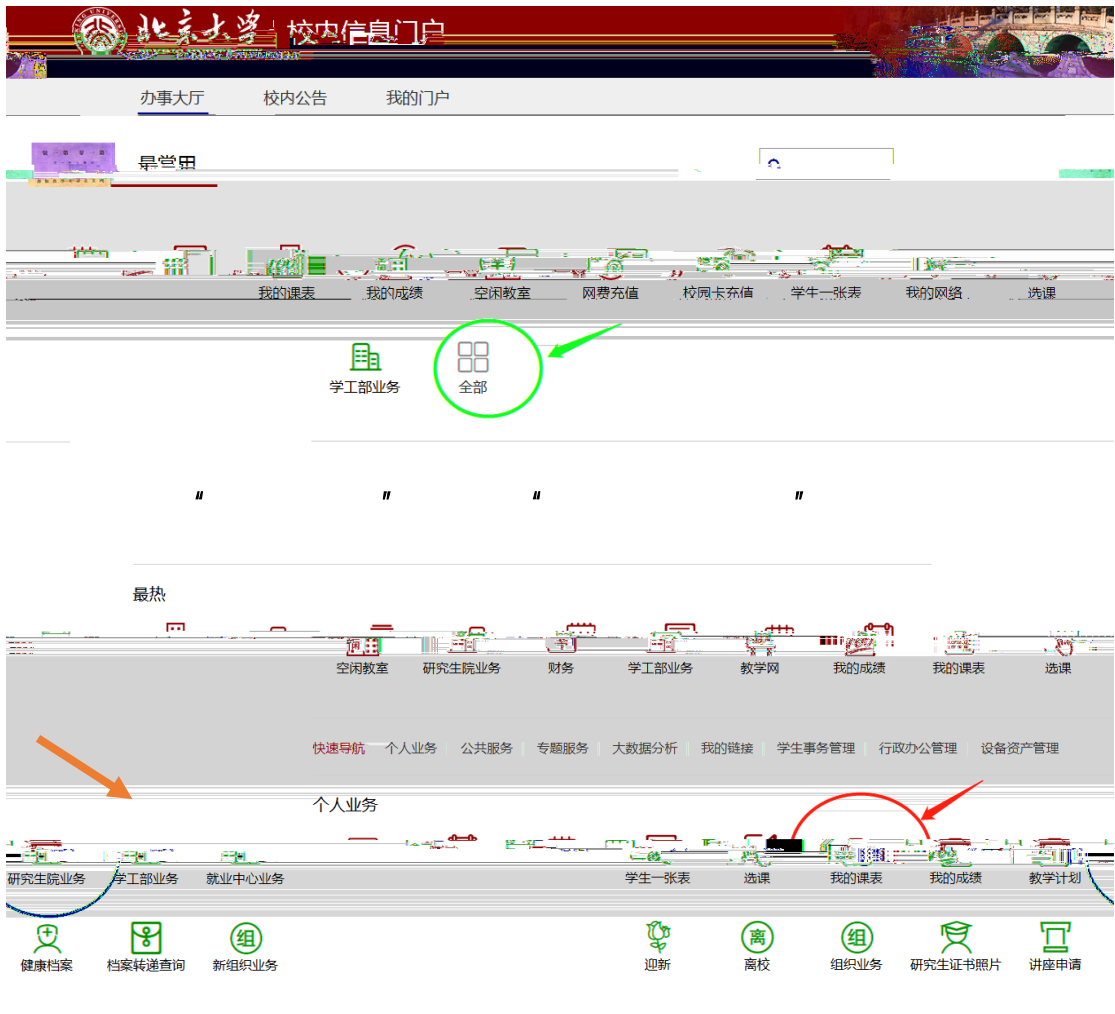 北京大学 校内信息门户
办事大厅 校内公告 我的门户
最常用
我的课表 我的成绩 空闲教室 网费充值 校园卡充值 学生一张表 我的网络 选课
学工部业务 全部
“ ” “ ”
最热
空闲教室 研究生院业务 财务 学工部业务 教学网 我的成绩 我的课表 选课
快速导航 个人业务 公共服务 专题服务 大数据分析 我的链接 学生事务管理 行政办公管理 设备资产管理
个人业务
研究生院业务 学工部业务 就业中心业务 学生一张表 选课 我的课表 我的成绩 教学计划
组 离 组
健康档案 档案转递查询 新组织业务 迎新 离校 组织业务 研究生证书照片 讲座申请